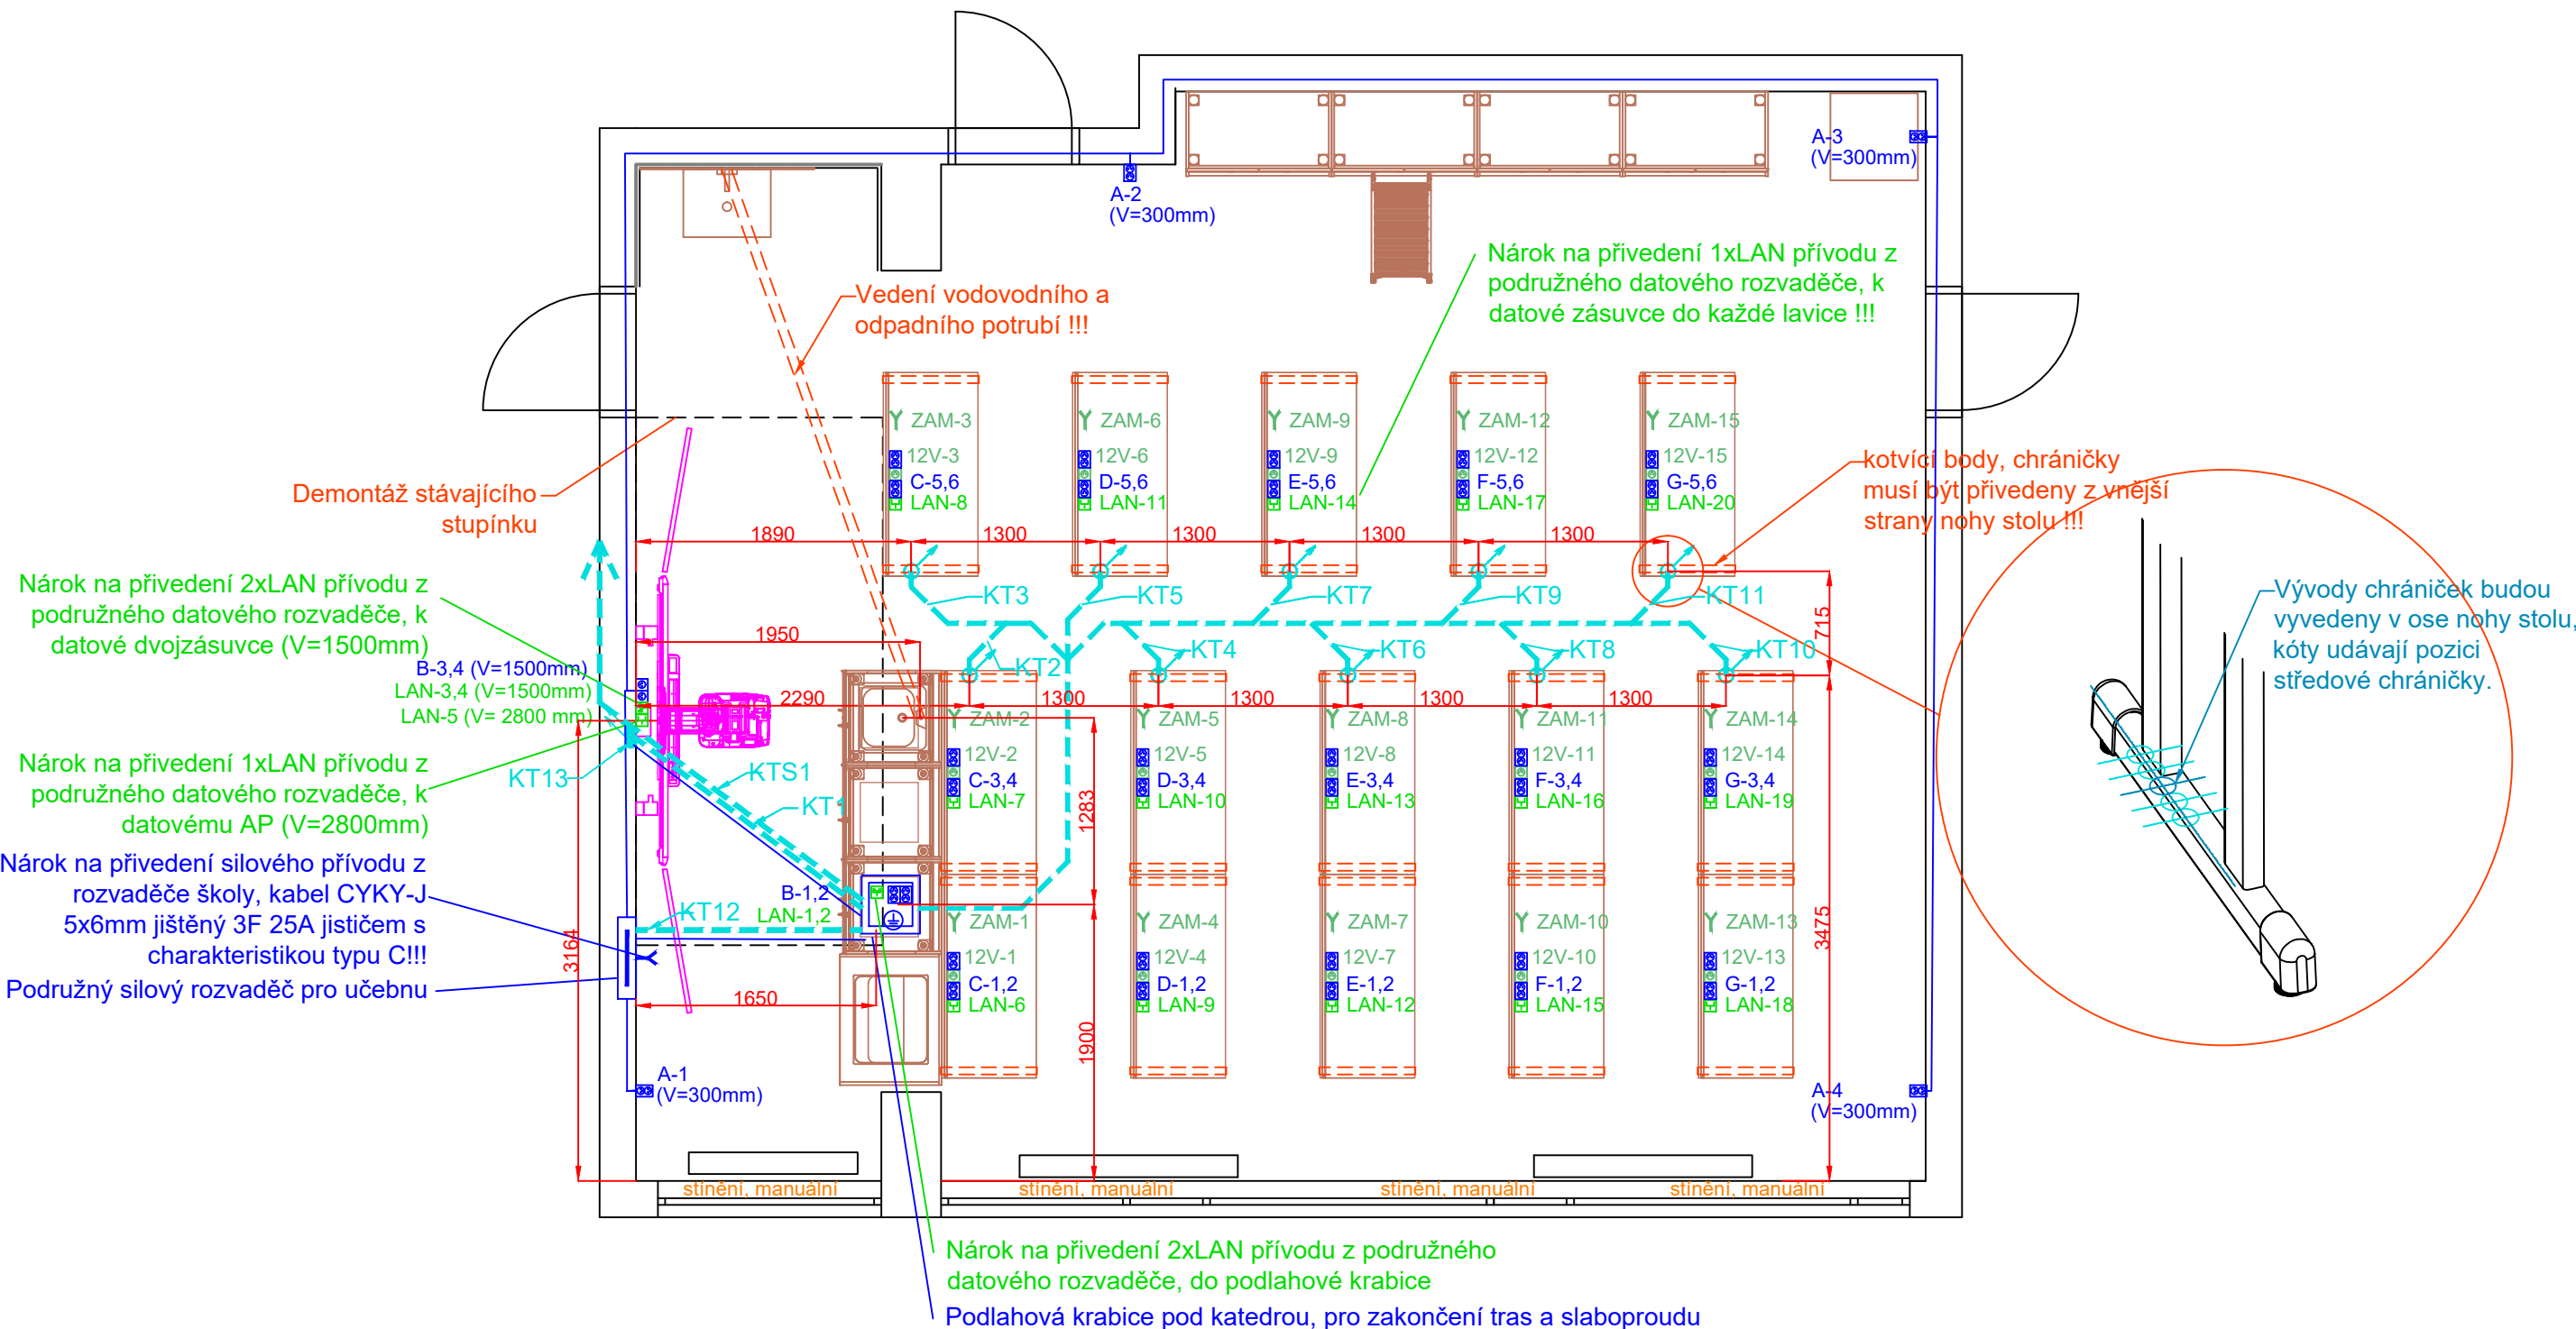 A-3
(V=300mm)
A-2
(V=300mm)
Nárok na přivedení 1xLAN přívodu z
podružného datového rozvaděče, k
datové zásuvce do každé lavice !!!
Vedení vodovodního a
odpadního potrubí !!!
ZAM-3
ZAM-6
ZAM-9
ZAM-12
ZAM-15
12V-3
12V-6
12V-9
12V-12
12V-15
C-5,6
D-5,6
E-5,6
F-5,6
G-5,6
LAN-8
LAN-11
LAN-14
LAN-17
LAN-20
kotvící body, chráničky
musí být přivedeny z vnější
strany nohy stolu !!!
Demontáž stávajícího
stupínku
1890
1300
1300
1300
1300
Nárok na přivedení 2xLAN přívodu z
podružného datového rozvaděče, k
datové dvojzásuvce (V=1500mm)
KT3
KT5
KT7
KT9
KT11
Vývody chrániček budou
vyvedeny v ose nohy stolu,
kóty udávají pozici
středové chráničky.
715
1950
KT2
KT4
KT6
KT8
KT10
B-3,4 (V=1500mm)
LAN-3,4 (V=1500mm)
LAN-5 (V= 2800 mm)
2290
1300
1300
1300
1300
ZAM-2
ZAM-5
ZAM-8
ZAM-11
ZAM-14
12V-2
12V-5
12V-8
12V-11
12V-14
C-3,4
D-3,4
E-3,4
F-3,4
G-3,4
LAN-7
LAN-10
LAN-13
LAN-16
LAN-19
Nárok na přivedení 1xLAN přívodu z
podružného datového rozvaděče, k
datovému AP (V=2800mm)
KT13
KTS1
KT1
1283
Nárok na přivedení silového přívodu z
rozvaděče školy, kabel CYKY-J
5x6mm jištěný 3F 25A jističem s
charakteristikou typu C!!!
Podružný silový rozvaděč pro učebnu
B-1,2
LAN-1,2
KT12
3164
3475
1650
1900
ZAM-1
ZAM-4
ZAM-7
ZAM-10
ZAM-13
12V-1
12V-4
12V-7
12V-10
12V-13
C-1,2
D-1,2
E-1,2
F-1,2
G-1,2
LAN-6
LAN-9
LAN-12
LAN-15
LAN-18
A-1
(V=300mm)
A-4
(V=300mm)
stínění, manuální
stínění, manuální
stínění, manuální
stínění, manuální
Nárok na přivedení 2xLAN přívodu z podružného
datového rozvaděče, do podlahové krabice
Podlahová krabice pod katedrou, pro zakončení tras a slaboproudu